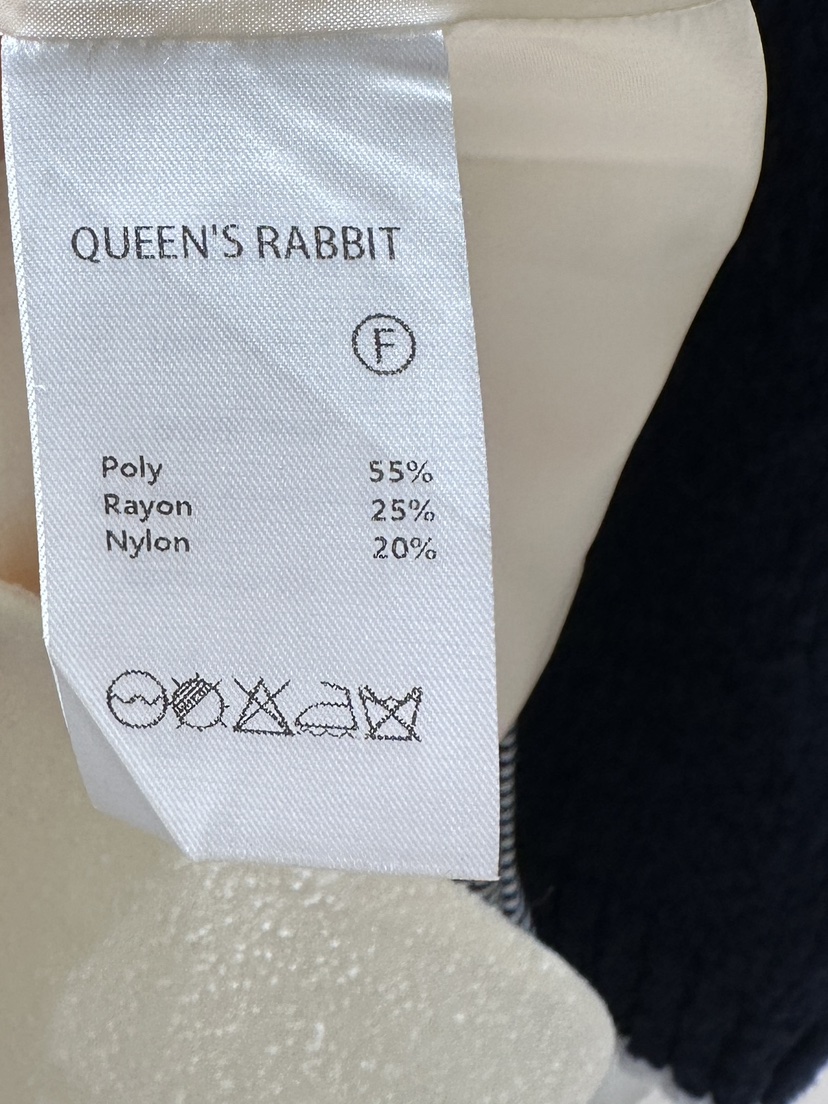 QUEEN'S RABBIT
F
Poly 55%
Rayon 25%
Nylon 20%